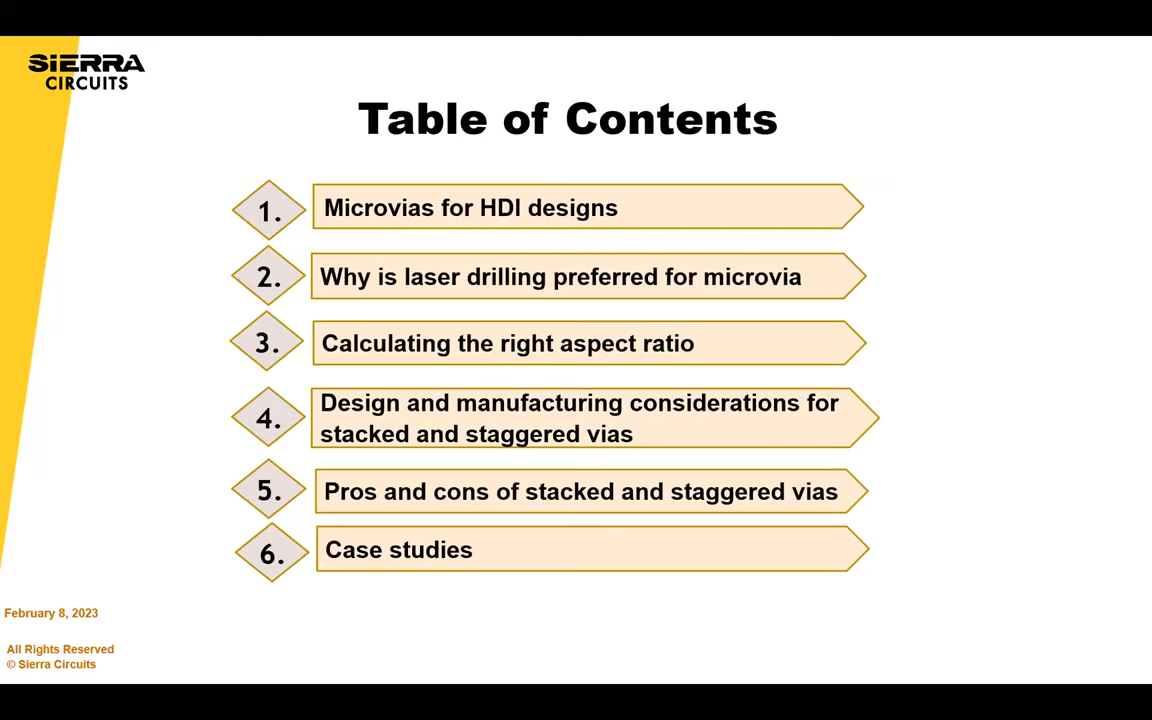 SIERRA
CIRCUITS
Table of Contents
1.
Microvias for HDI designs
2.
Why is laser drilling preferred for microvia
3.
Calculating the right aspect ratio
4.
Design and manufacturing considerations for
stacked and staggered vias
5.
Pros and cons of stacked and staggered vias
6.
Case studies
February 8, 2023
All Rights Reserved
© Sierra Circuits